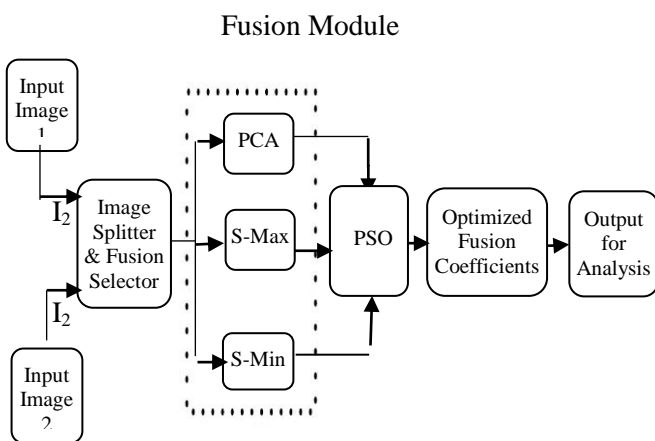 Fusion Module
Input
Image
1
I₂
Image
Splitter
& Fusion
Selector
I₂
Input
Image
2
PCA
S-Max
S-Min
PSO
Optimized
Fusion
Coefficients
Output
for
Analysis